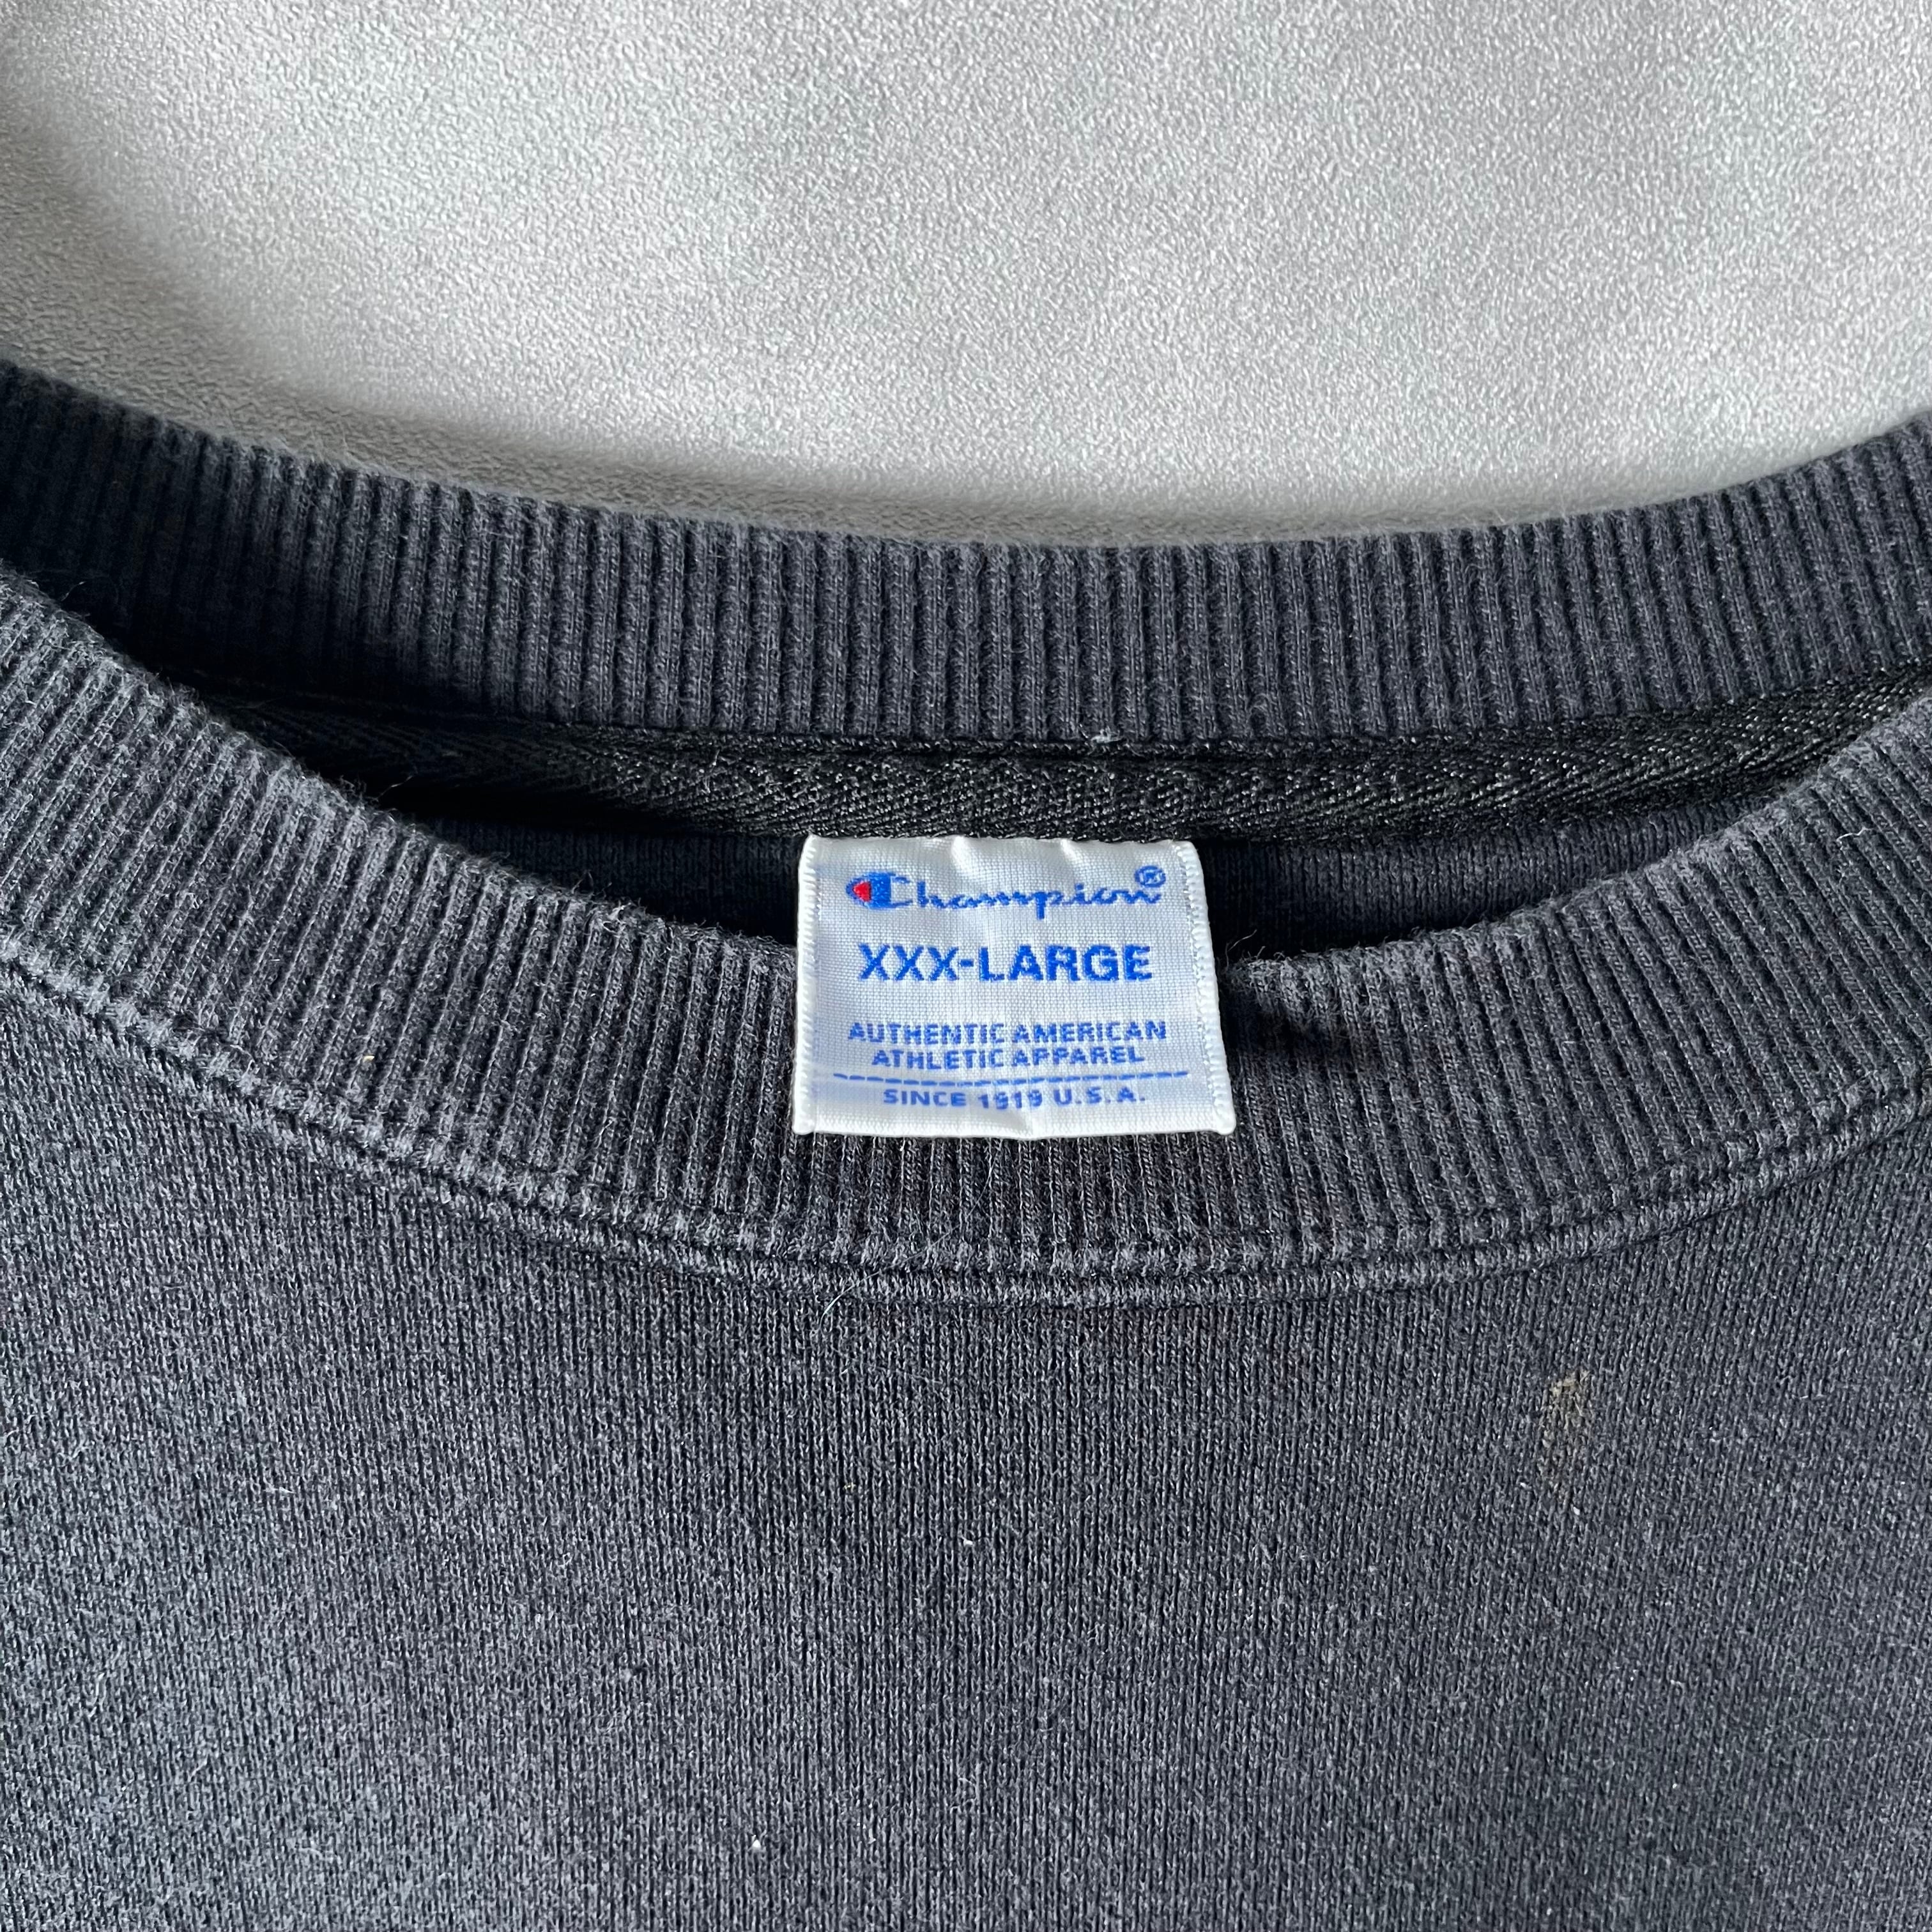 Champion®
XXX-LARGE
AUTHENTIC AMERICAN
ATHLETIC APPAREL
SINCE 1919 U.S.A.